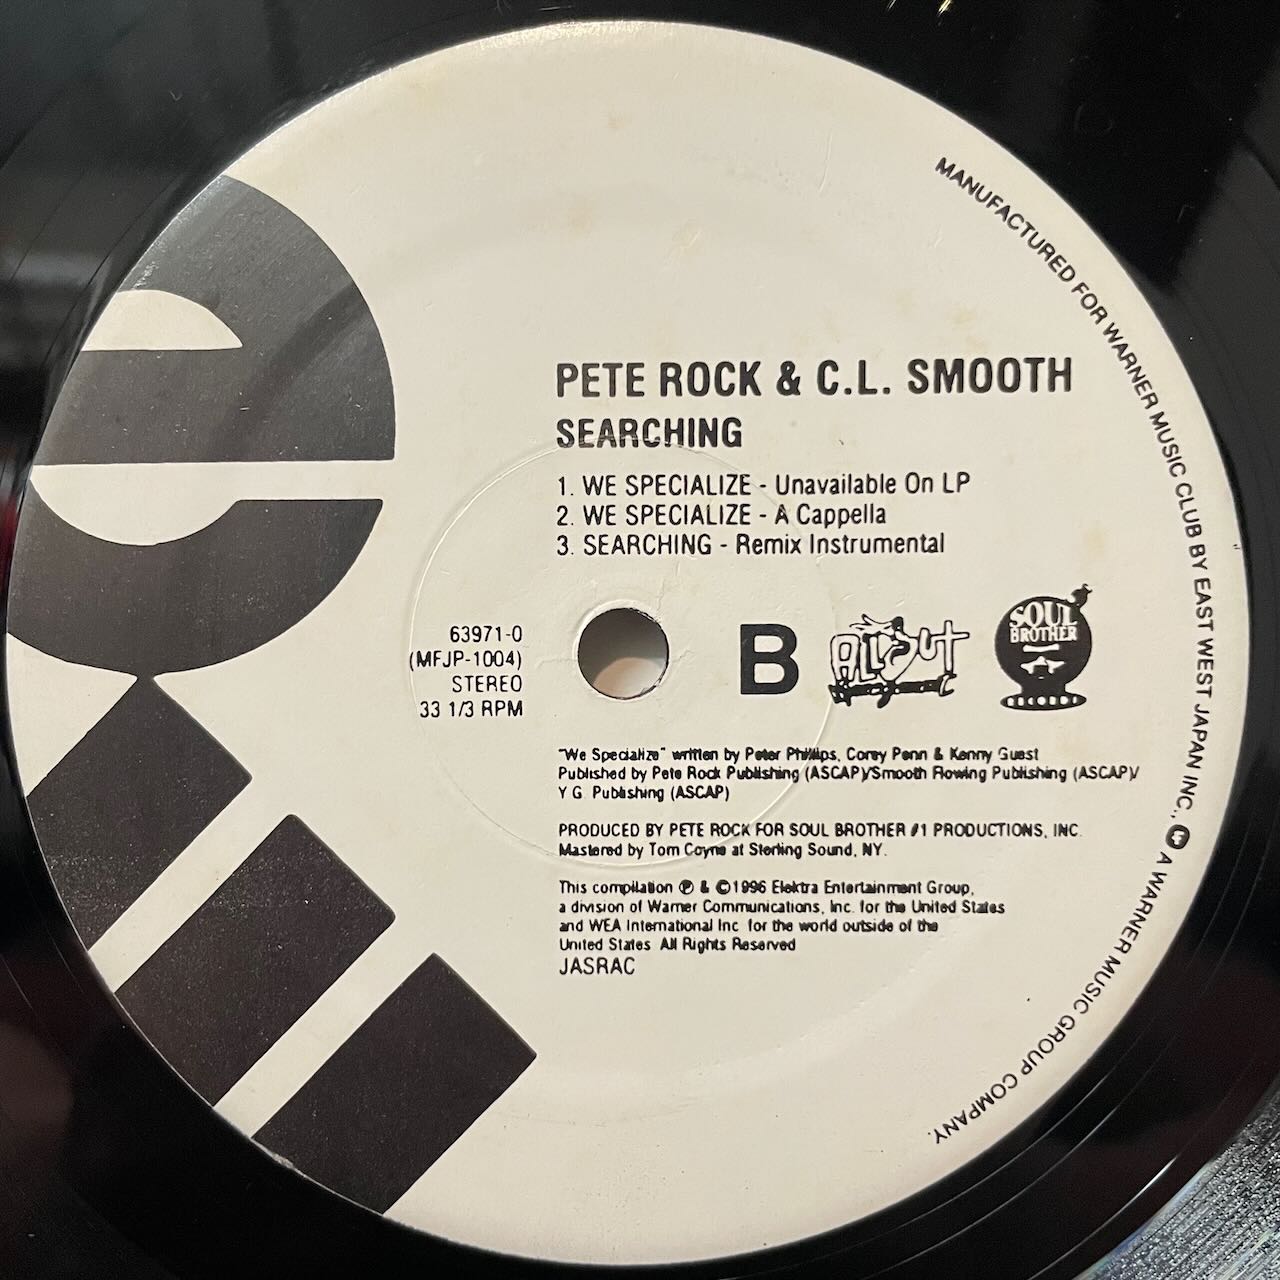 PETE ROCK & C.L. SMOOTH
SEARCHING
1. WE SPECIALIZE - Unavailable On LP
2. WE SPECIALIZE - A Cappella
3. SEARCHING - Remix Instrumental
63971-0
(MFJP-1004)
STEREO
33 1/3 RPM
B
ALL OUT
SOUL
BROTHER
RECORDS
"We Specialize" written by Peter Phillips, Corey Penn & Kenny Guest
Published by Pete Rock Publishing (ASCAP)/Smooth Flowing Publishing (ASCAP)/
Y.G. Publishing (ASCAP)
PRODUCED BY PETE ROCK FOR SOUL BROTHER #1 PRODUCTIONS, INC.
Mastered by Tom Coyne at Sterling Sound, NY.
This compilation ℗ & ©1996 Elektra Entertainment Group,
a division of Warner Communications, Inc. for the United States
and WEA International Inc. for the world outside of the
United States. All Rights Reserved
JASRAC
MANUFACTURED FOR WARNER MUSIC CLUB BY EAST WEST JAPAN INC., A WARNER MUSIC GROUP COMPANY.
e